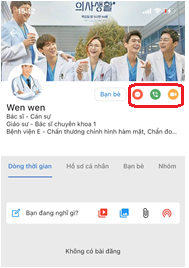 15:12
의사생활
Wen wen
Bạn bè
Bác sĩ - Cán sự
Giáo sư - Bác sĩ chuyên khoa 1
Bệnh viện E - Chấn thương chỉnh hình hàm mặt, Chẩn đo...
Dòng thời gian Hồ sơ cá nhân Bạn bè Nhóm
Bạn đang nghĩ gì?
Không có bài đăng